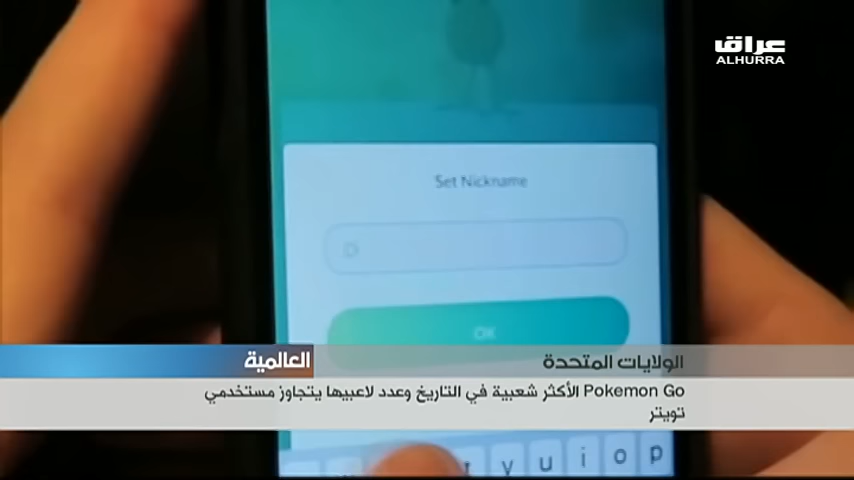 عراق
ALHURRA
Set Nickname
D
OK
الولايات المتحدة
العالمية
Pokemon Go الأكثر شعبية في التاريخ وعدد لاعبيها يتجاوز مستخدمي
تويتر
t y u i o p